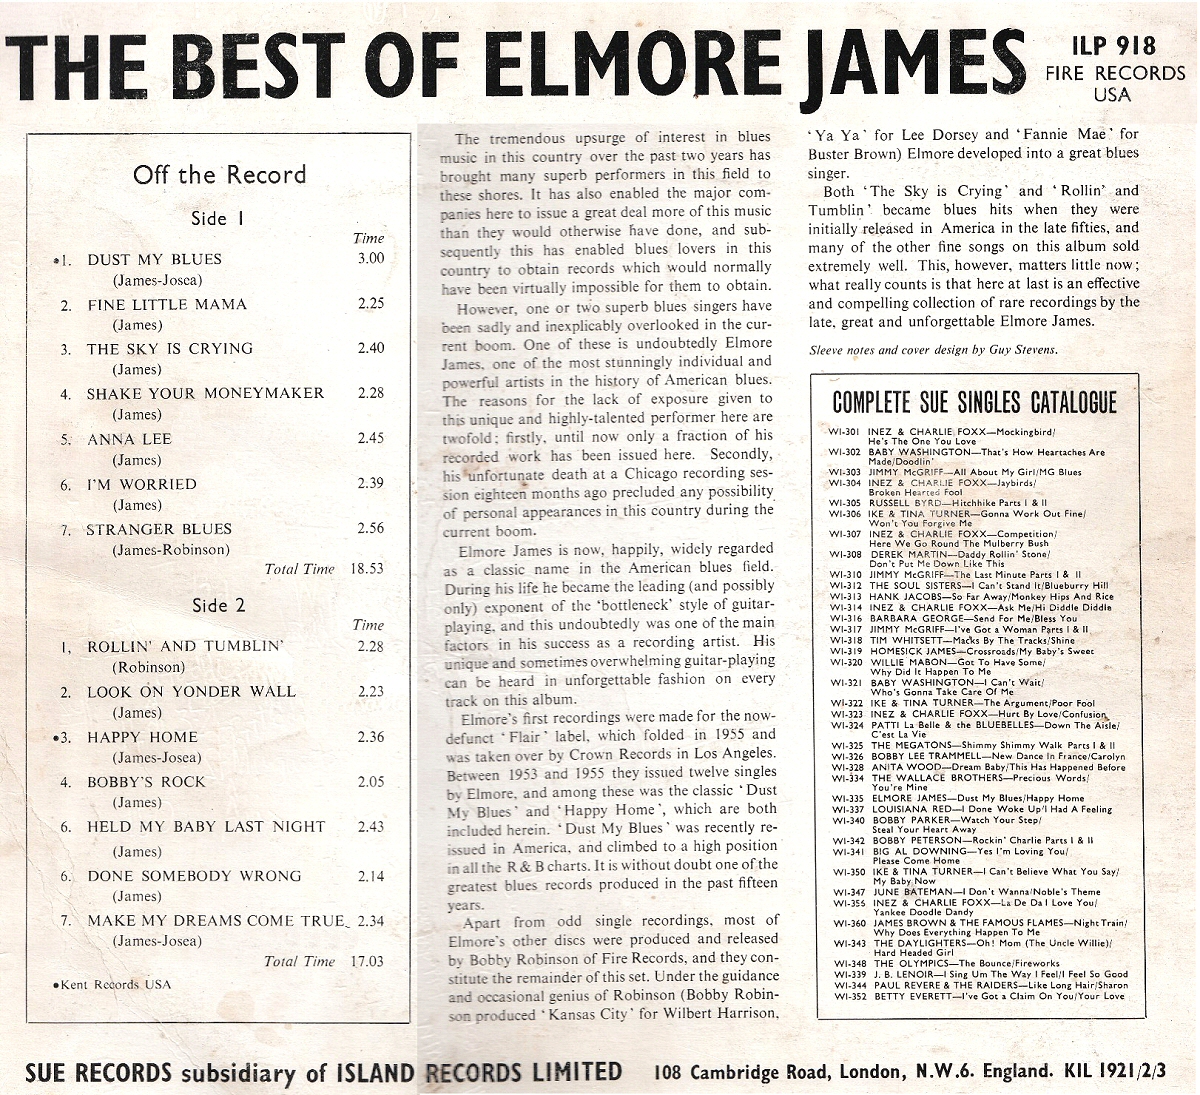 THE BEST OF ELMORE JAMES
ILP 918
FIRE RECORDS
USA
Off the Record
Side 1
Time
•1. DUST MY BLUES 3.00
(James-Josca)
2. FINE LITTLE MAMA 2.25
(James)
3. THE SKY IS CRYING 2.40
(James)
4. SHAKE YOUR MONEYMAKER 2.28
(James)
5. ANNA LEE 2.45
(James)
6. I'M WORRIED 2.39
(James)
7. STRANGER BLUES 2.56
(James-Robinson)
Total Time 18.53
Side 2
Time
1, ROLLIN' AND TUMBLIN' 2.28
(Robinson)
2. LOOK ON YONDER WALL 2.23
(James)
•3. HAPPY HOME 2.36
(James-Josca)
4. BOBBY'S ROCK 2.05
(James)
6. HELD MY BABY LAST NIGHT 2.43
(James)
6. DONE SOMEBODY WRONG 2.14
(James)
7. MAKE MY DREAMS COME TRUE 2.34
(James-Josea)
Total Time 17.03
•Kent Records USA
The tremendous upsurge of interest in blues
music in this country over the past two years has
brought many superb performers in this field to
these shores. It has also enabled the major com-
panies here to issue a great deal more of this music
than they would otherwise have done, and sub-
sequently this has enabled blues lovers in this
country to obtain records which would normally
have been virtually impossible for them to obtain.
However, one or two superb blues singers have
been sadly and inexplicably overlooked in the cur-
rent boom. One of these is undoubtedly Elmore
James, one of the most stunningly individual and
powerful artists in the history of American blues.
The reasons for the lack of exposure given to
this unique and highly-talented performer here are
twofold; firstly, until now only a fraction of his
recorded work has been issued here. Secondly,
his unfortunate death at a Chicago recording ses-
sion eighteen months ago precluded any possibility
of personal appearances in this country during the
current boom.
Elmore James is now, happily, widely regarded
as a classic name in the American blues field.
During his life he became the leading (and possibly
only) exponent of the 'bottleneck' style of guitar-
playing, and this undoubtedly was one of the main
factors in his success as a recording artist. His
unique and sometimes overwhelming guitar-playing
can be heard in unforgettable fashion on every
track on this album.
Elmore's first recordings were made for the now-
defunct 'Flair' label, which folded in 1955 and
was taken over by Crown Records in Los Angeles.
Between 1953 and 1955 they issued twelve singles
by Elmore, and among these was the classic 'Dust
My Blues' and 'Happy Home', which are both
included herein. 'Dust My Blues' was recently re-
issued in America, and climbed to a high position
in all the R & B charts. It is without doubt one of the
greatest blues records produced in the past fifteen
years.
Apart from odd single recordings, most of
Elmore's other discs were produced and released
by Bobby Robinson of Fire Records, and they con-
stitute the remainder of this set. Under the guidance
and occasional genius of Robinson (Bobby Robin-
son produced 'Kansas City' for Wilbert Harrison,
'Ya Ya' for Lee Dorsey and 'Fannie Mae' for
Buster Brown) Elmore developed into a great blues
singer.
Both 'The Sky is Crying' and 'Rollin' and
Tumblin' became blues hits when they were
initially released in America in the late fifties, and
many of the other fine songs on this album sold
extremely well. This, however, matters little now;
what really counts is that here at last is an effective
and compelling collection of rare recordings by the
late, great and unforgettable Elmore James.
Sleeve notes and cover design by Guy Stevens.
COMPLETE SUE SINGLES CATALOGUE
WI-301 INEZ & CHARLIE FOXX—Mockingbird/
He's The One You Love
WI-302 BABY WASHINGTON—That's How Heartaches Are
Made/Doodlin'
WI-303 JIMMY McGRIFF—All About My Girl/MG Blues
WI-304 INEZ & CHARLIE FOXX—Jaybirds/
Broken Hearted Fool
WI-305 RUSSELL BYRD—Hitchhike Parts I & II
WI-306 IKE & TINA TURNER—Gonna Work Out Fine/
Won't You Forgive Me
WI-307 INEZ & CHARLIE FOXX—Competition/
Here We Go Round The Mulberry Bush
WI-308 DEREK MARTIN—Daddy Rollin' Stone/
Don't Put Me Down Like This
WI-310 JIMMY McGRIFF—The Last Minute Parts I & II
WI-312 THE SOUL SISTERS—I Can't Stand It/Blueburry Hill
WI-313 HANK JACOBS—So Far Away/Monkey Hips And Rice
WI-314 INEZ & CHARLIE FOXX—Ask Me/Hi Diddle Diddle
WI-316 BARBARA GEORGE—Send For Me/Bless You
WI-317 JIMMY McGRIFF—I've Got a Woman Parts I & II
WI-318 TIM WHITSETT—Macks By The Tracks/Shine
WI-319 HOMESICK JAMES—Crossroads/My Baby's Sweet
WI-320 WILLIE MABON—Got To Have Some/
Why Did It Happen To Me
WI-321 BABY WASHINGTON—I Can't Wait/
Who's Gonna Take Care Of Me
WI-322 IKE & TINA TURNER—The Argument/Poor Fool
WI-323 INEZ & CHARLIE FOXX—Hurt By Love/Confusion
WI-324 PATTI La Belle & the BLUEBELLES—Down The Aisle/
C'est La Vie
WI-325 THE MEGATONS—Shimmy Shimmy Walk Parts I & II
WI-326 BOBBY LEE TRAMMELL—New Dance In France/Carolyn
WI-328 ANITA WOOD—Dream Baby/This Has Happened Before
WI-334 THE WALLACE BROTHERS—Precious Words/
You're Mine
WI-335 ELMORE JAMES—Dust My Blues/Happy Home
WI-337 LOUISIANA RED—I Done Woke Up/I Had A Feeling
WI-340 BOBBY PARKER—Watch Your Step/
Steal Your Heart Away
WI-342 BOBBY PETERSON—Rockin' Charlie Parts I & II
WI-341 BIG AL DOWNING—Yes I'm Loving You/
Please Come Home
WI-350 IKE & TINA TURNER—I Can't Believe What You Say/
My Baby Now
WI-347 JUNE BATEMAN—I Don't Wanna/Noble's Theme
WI-356 INEZ & CHARLIE FOXX—La De Da I Love You/
Yankee Doodle Dandy
WI-360 JAMES BROWN & THE FAMOUS FLAMES—Night Train/
Why Does Everything Happen To Me
WI-343 THE DAYLIGHTERS—Oh! Mom (The Uncle Willie)/
Hard Headed Girl
WI-348 THE OLYMPICS—The Bounce/Fireworks
WI-339 J. B. LENOIR—I Sing Um The Way I Feel/I Feel So Good
WI-344 PAUL REVERE & THE RAIDERS—Like Long Hair/Sharon
WI-352 BETTY EVERETT—I've Got a Claim On You/Your Love
SUE RECORDS subsidiary of ISLAND RECORDS LIMITED 108 Cambridge Road, London, N.W.6. England. KIL 1921/2/3